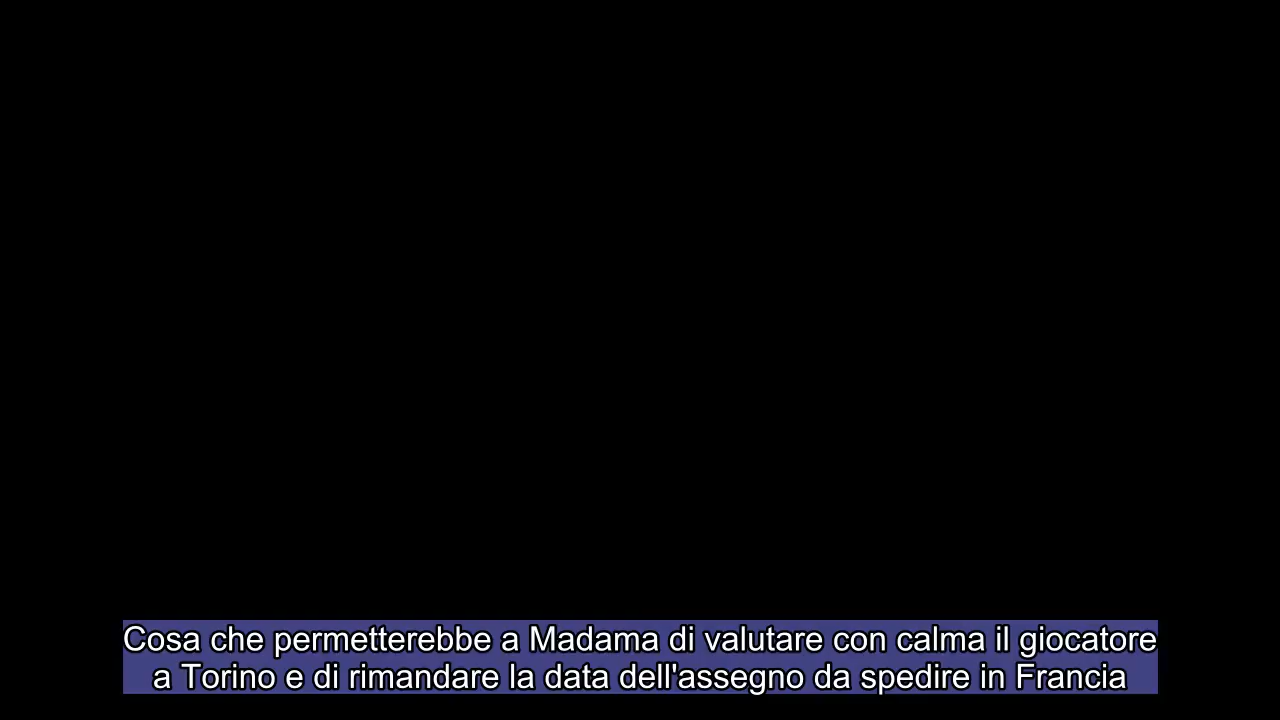 Cosa che permetterebbe a Madama di valutare con calma il giocatore
a Torino e di rimandare la data dell'assegno da spedire in Francia